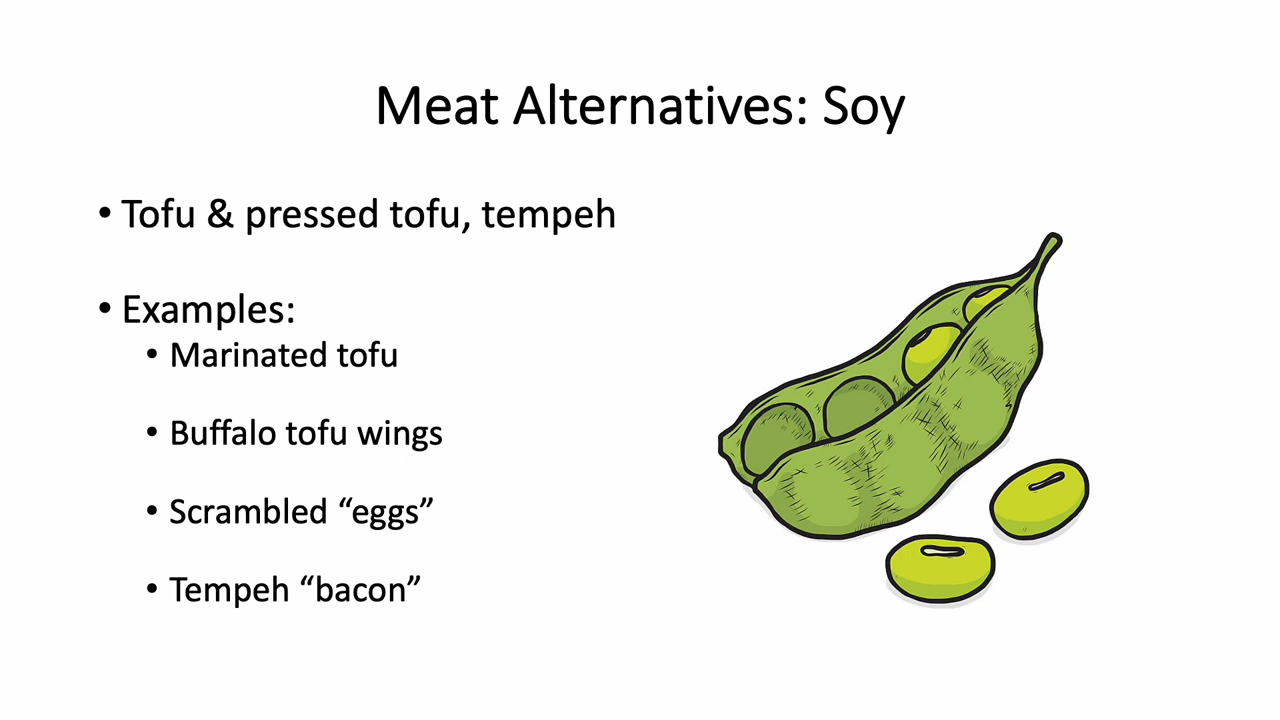 Meat Alternatives: Soy
• Tofu & pressed tofu, tempeh
• Examples:
• Marinated tofu
• Buffalo tofu wings
• Scrambled “eggs”
• Tempeh “bacon”